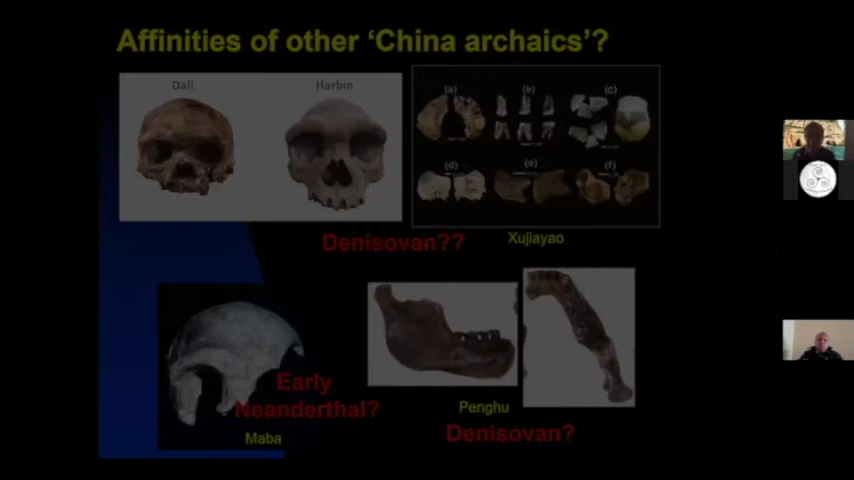 Affinities of other ‘China archaics’?
Dali
Harbin
(a)
(b)
(c)
(d)
(e)
(f)
Denisovan??
Xujiayao
Early
Neanderthal?
Maba
Penghu
Denisovan?